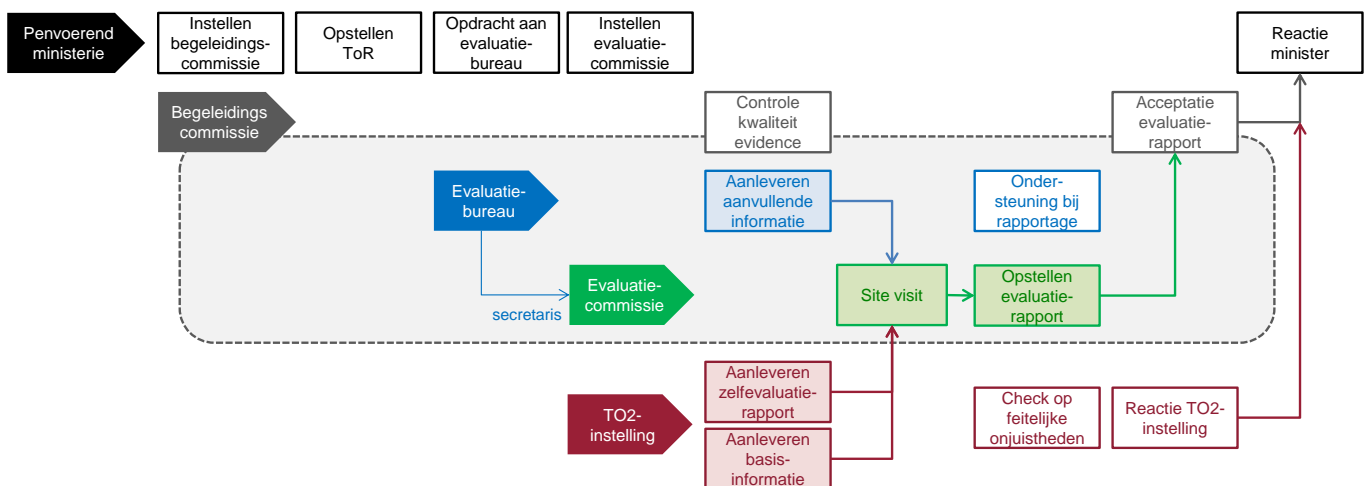 Penvoerend
ministerie
Instellen
begeleidings-
commissie
Opstellen
ToR
Opdracht aan
evaluatie-
bureau
Instellen
evaluatie-
commissie
Reactie
minister
Begeleidings
commissie
Controle
kwaliteit
evidence
Acceptatie
evaluatie-
rapport
Evaluatie-
bureau
Aanleveren
aanvullende
informatie
Onder-
steuning bij
rapportage
secretaris
Evaluatie-
commissie
Site visit
Opstellen
evaluatie-
rapport
TO2-
instelling
Aanleveren
zelfevaluatie-
rapport
Aanleveren
basis-
informatie
Check op
feitelijke
onjuistheden
Reactie TO2-
instelling